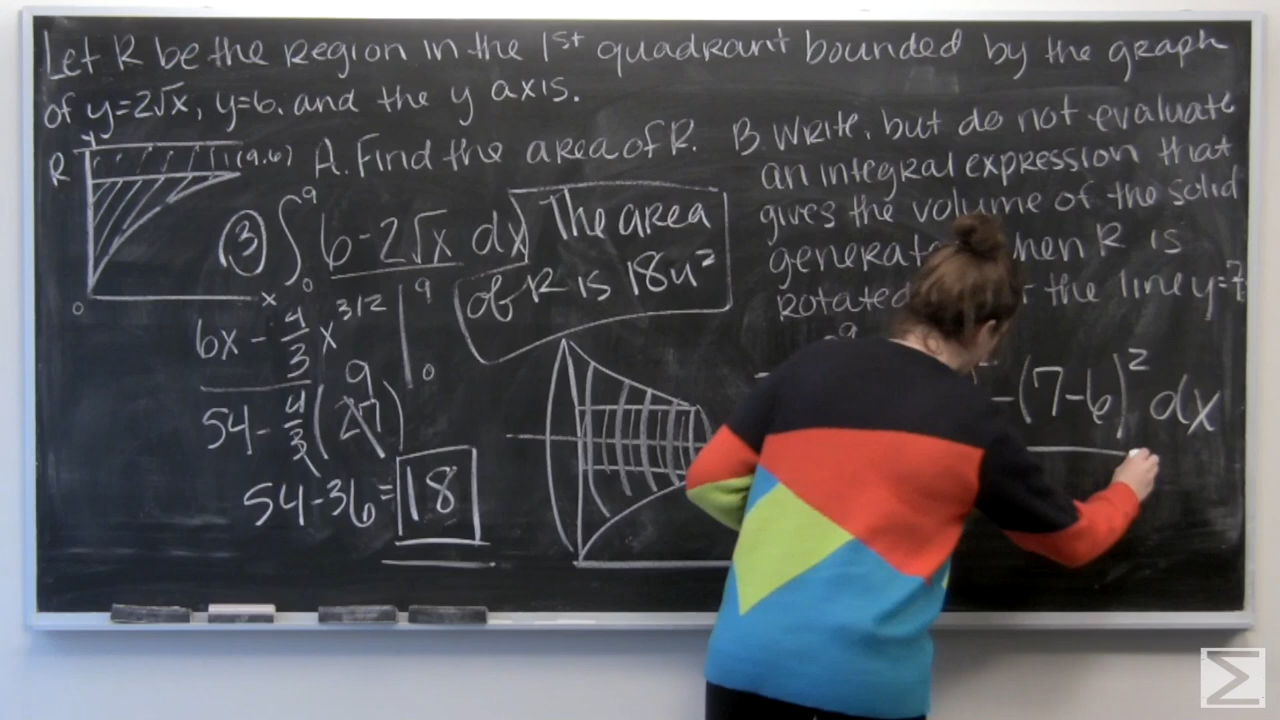 Let R be the region in the 1st quadrant bounded by the graph
of y=2√x, y=6. and the y axis.
y
R
(9,6)
0
x
A. Find the area of R.
③ ∫₀⁹ 6-2√x dx
6x - 4/3 x^3/2 |₀⁹
9
54 - 4/3 (27)
54-36 = 18
The area
of R is 18u²
B. Write, but do not evaluate
an integral expression that
gives the volume of the solid
when R is
rotated
the line y=7
9
-(7-6)² dx
Σ